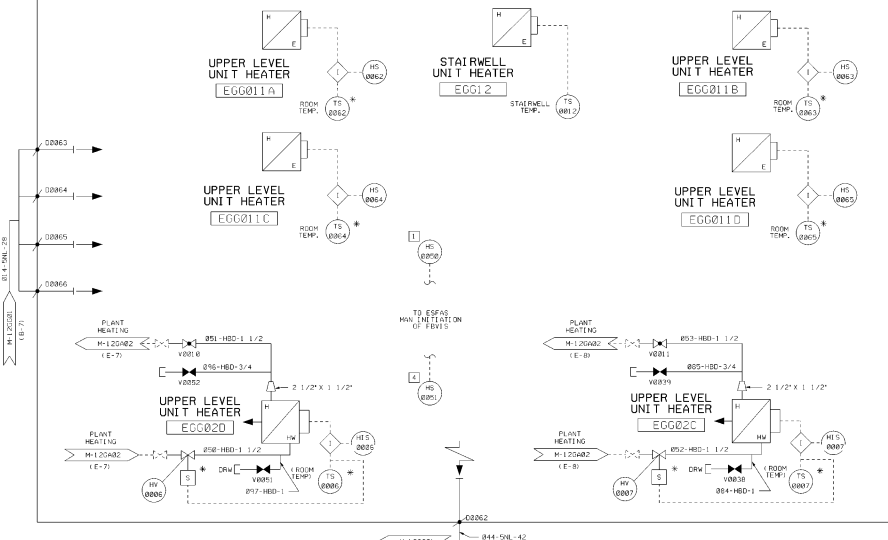 H
E
HS
0062
UPPER LEVEL
UNIT HEATER
EGG011A
I
ROOM
TEMP.
TS
0062
*
H
E
STAIRWELL
UNIT HEATER
EGG12
STAIRWELL
TEMP.
TS
0012
H
E
HS
0063
UPPER LEVEL
UNIT HEATER
EGG011B
I
ROOM
TEMP.
TS
0063
*
D0063
D0064
D0065
D0066
014-5NL-28
M-12GG01
(B-7)
H
E
HS
0064
UPPER LEVEL
UNIT HEATER
EGG011C
I
ROOM
TEMP.
TS
0064
*
H
E
HS
0065
UPPER LEVEL
UNIT HEATER
EGG011D
I
ROOM
TEMP.
TS
0065
*
1
HS
0050
TO ESFAS
MAN INITIATION
OF FBVIS
4
HS
0051
PLANT
HEATING
M-12GA02
(E-7)
051-HBD-1 1/2
V0010
096-HBD-3/4
V0052
2 1/2"X 1 1/2"
UPPER LEVEL
UNIT HEATER
EGG02D
H
HW
PLANT
HEATING
M-12GA02
(E-7)
050-HBD-1 1/2
HV
0006
S
*
DRW
V0051
097-HBD-1
(ROOM
TEMP)
I
HIS
0006
TS
0006
*
PLANT
HEATING
M-12GA02
(E-8)
053-HBD-1 1/2
V0011
085-HBD-3/4
V0039
2 1/2"X 1 1/2"
UPPER LEVEL
UNIT HEATER
EGG02C
H
HW
PLANT
HEATING
M-12GA02
(E-8)
052-HBD-1 1/2
HV
0007
S
*
DRW
V0038
084-HBD-1
(ROOM
TEMP)
I
HIS
0007
TS
0007
*
D0062
044-5NL-42